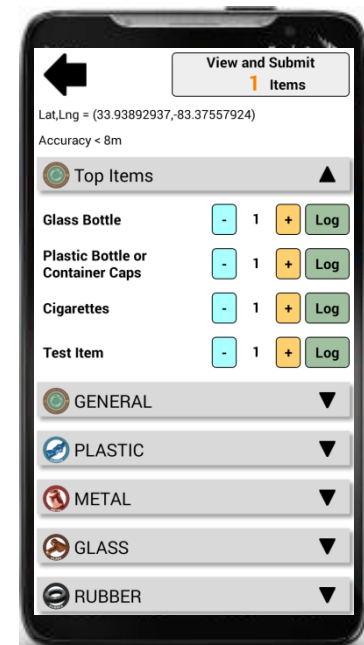 View and Submit
1 Items
Lat,Lng = (33.93892937,-83.37557924)
Accuracy < 8m
Top Items
Glass Bottle - 1 + Log
Plastic Bottle or
Container Caps - 1 + Log
Cigarettes - 1 + Log
Test Item - 1 + Log
GENERAL
PLASTIC
METAL
GLASS
RUBBER